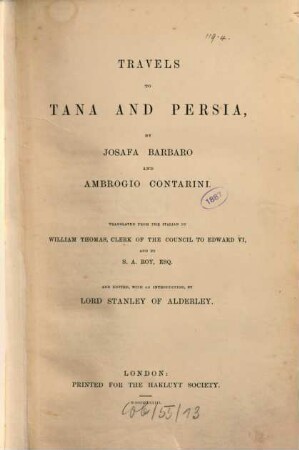 TRAVELS
TO
TANA AND PERSIA,
BY
JOSAFA BARBARO
AND
AMBROGIO CONTARINI.
1887
TRANSLATED FROM THE ITALIAN BY
WILLIAM THOMAS, CLERK OF THE COUNCIL TO EDWARD VI,
AND BY
S. A. ROY, ESQ.
AND EDITED, WITH AN INTRODUCTION, BY
LORD STANLEY OF ALDERLEY.
LONDON:
PRINTED FOR THE HAKLUYT SOCIETY.